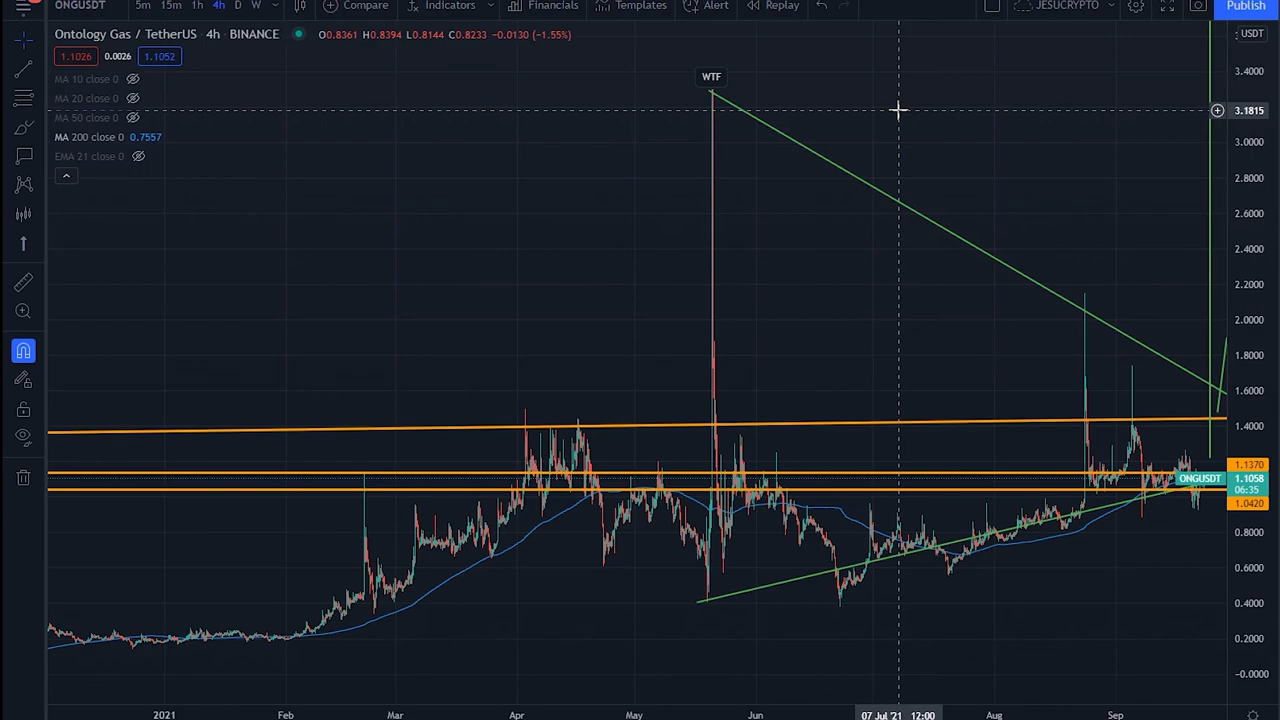 ONGUSDT 5m 15m 1h 4h D W Compare Indicators Financials Templates Alert Replay JESUCRYPTO Publish
Ontology Gas / TetherUS · 4h · BINANCE O0.8361 H0.8394 L0.8144 C0.8233 −0.0130 (−1.55%) USDT
1.1026 0.0026 1.1052
MA 10 close 0
MA 20 close 0
MA 50 close 0
MA 200 close 0 0.7557
EMA 21 close 0
WTF
3.4000
3.1815
3.0000
2.8000
2.6000
2.4000
2.2000
2.0000
1.8000
1.6000
1.4000
1.1370
ONGUSDT 1.1058
06:35
1.0420
0.8000
0.6000
0.4000
0.2000
−0.0000
2021 Feb Mar Apr May Jun 07 Jul '21 12:00 Aug Sep